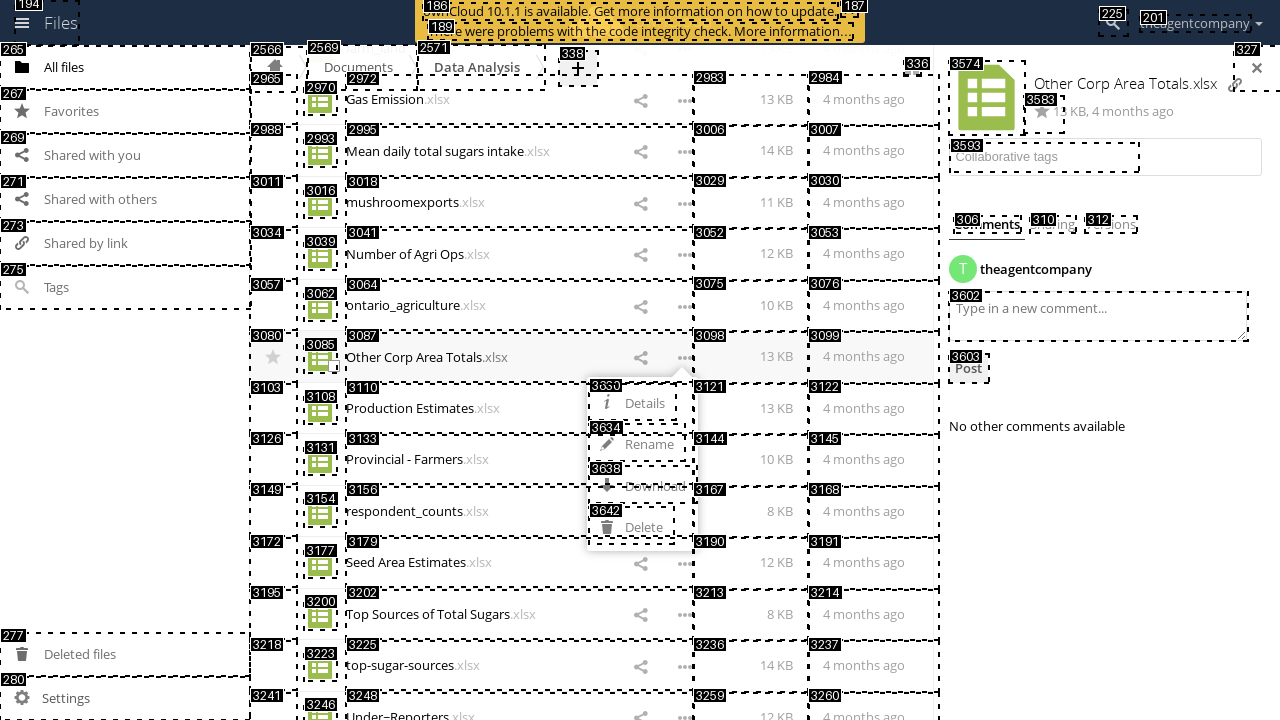 194
Files
186
ownCloud 10.1.1 is available. Get more information on how to update.
187
189
There were problems with the code integrity check. More information…
225
201
theagentcompany
265
All files
267
Favorites
269
Shared with you
271
Shared with others
273
Shared by link
275
Tags
277
Deleted files
280
Settings
2566
2569
Documents
2571
Data Analysis
338
+
336
327
2965
2970
2972
Gas Emission.xlsx
2983
13 KB
2984
4 months ago
2988
2993
2995
Mean daily total sugars intake.xlsx
3006
14 KB
3007
4 months ago
3011
3016
3018
mushroomexports.xlsx
3029
11 KB
3030
4 months ago
3034
3039
3041
Number of Agri Ops.xlsx
3052
12 KB
3053
4 months ago
3057
3062
3064
ontario_agriculture.xlsx
3075
10 KB
3076
4 months ago
3080
3085
3087
Other Corp Area Totals.xlsx
3098
13 KB
3099
4 months ago
3103
3108
3110
Production Estimates.xlsx
3121
13 KB
3122
4 months ago
3126
3131
3133
Provincial - Farmers.xlsx
3144
10 KB
3145
4 months ago
3149
3154
3156
respondent_counts.xlsx
3167
8 KB
3168
4 months ago
3172
3177
3179
Seed Area Estimates.xlsx
3190
12 KB
3191
4 months ago
3195
3200
3202
Top Sources of Total Sugars.xlsx
3213
8 KB
3214
4 months ago
3218
3223
3225
top-sugar-sources.xlsx
3236
14 KB
3237
4 months ago
3241
3246
3248
Under-Reporters.xlsx
3259
12 KB
3260
4 months ago
3630
Details
3634
Rename
3638
Download
3642
Delete
3574
Other Corp Area Totals.xlsx
3583
13 KB, 4 months ago
3593
Collaborative tags
306
Comments
310
Sharing
312
Versions
T
theagentcompany
3602
Type in a new comment...
3603
Post
No other comments available